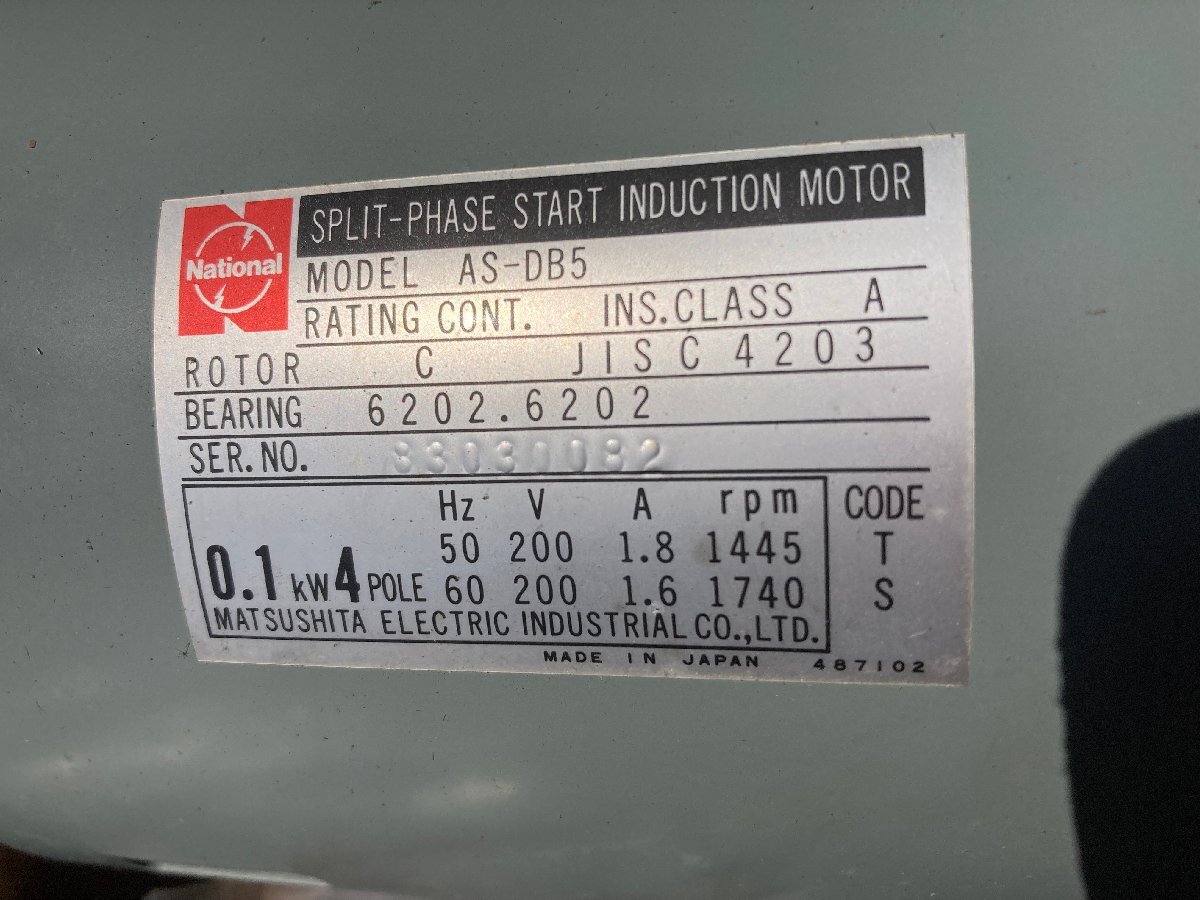 National
SPLIT-PHASE START INDUCTION MOTOR
MODEL AS-DB5
RATING CONT. INS.CLASS A
ROTOR C JIS C 4203
BEARING 6202.6202
SER. NO. 83030082
Hz V A rpm CODE
50 200 1.8 1445 T
0.1 kW 4 POLE 60 200 1.6 1740 S
MATSUSHITA ELECTRIC INDUSTRIAL CO.,LTD.
MADE IN JAPAN 487102